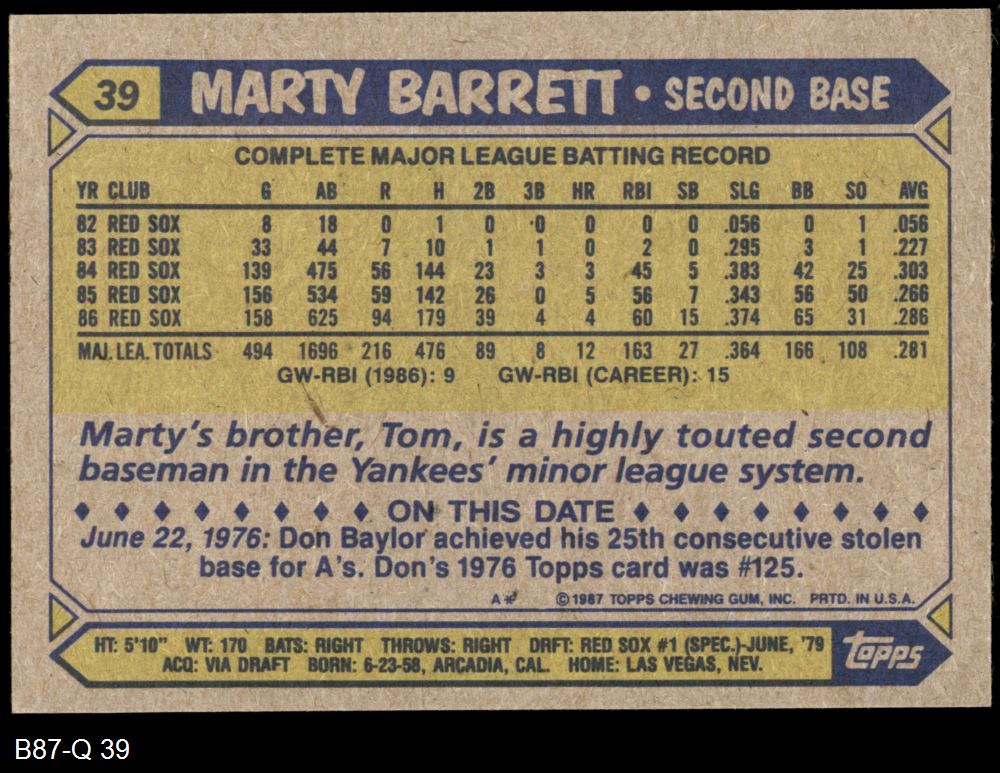 39 MARTY BARRETT • SECOND BASE
COMPLETE MAJOR LEAGUE BATTING RECORD
YR CLUB G AB R H 2B 3B HR RBI SB SLG BB SO AVG
82 RED SOX 8 18 0 1 0 0 0 0 0 .056 0 1 .056
83 RED SOX 33 44 7 10 1 1 0 2 0 .295 3 1 .227
84 RED SOX 139 475 56 144 23 3 3 45 5 .383 42 25 .303
85 RED SOX 156 534 59 142 26 0 5 56 7 .343 56 50 .266
86 RED SOX 158 625 94 179 39 4 4 60 15 .374 65 31 .286
MAJ. LEA. TOTALS 494 1696 216 476 89 8 12 163 27 .364 166 108 .281
GW-RBI (1986): 9 GW-RBI (CAREER): 15
Marty's brother, Tom, is a highly touted second
baseman in the Yankees' minor league system.
♦ ♦ ♦ ♦ ♦ ♦ ♦ ♦ ON THIS DATE ♦ ♦ ♦ ♦ ♦ ♦ ♦ ♦
June 22, 1976: Don Baylor achieved his 25th consecutive stolen
base for A's. Don's 1976 Topps card was #125.
A* © 1987 TOPPS CHEWING GUM, INC. PRTD. IN U.S.A.
HT: 5'10" WT: 170 BATS: RIGHT THROWS: RIGHT DRFT: RED SOX #1 (SPEC.)-JUNE, '79
ACQ: VIA DRAFT BORN: 6-23-58, ARCADIA, CAL. HOME: LAS VEGAS, NEV.
topps
B87-Q 39